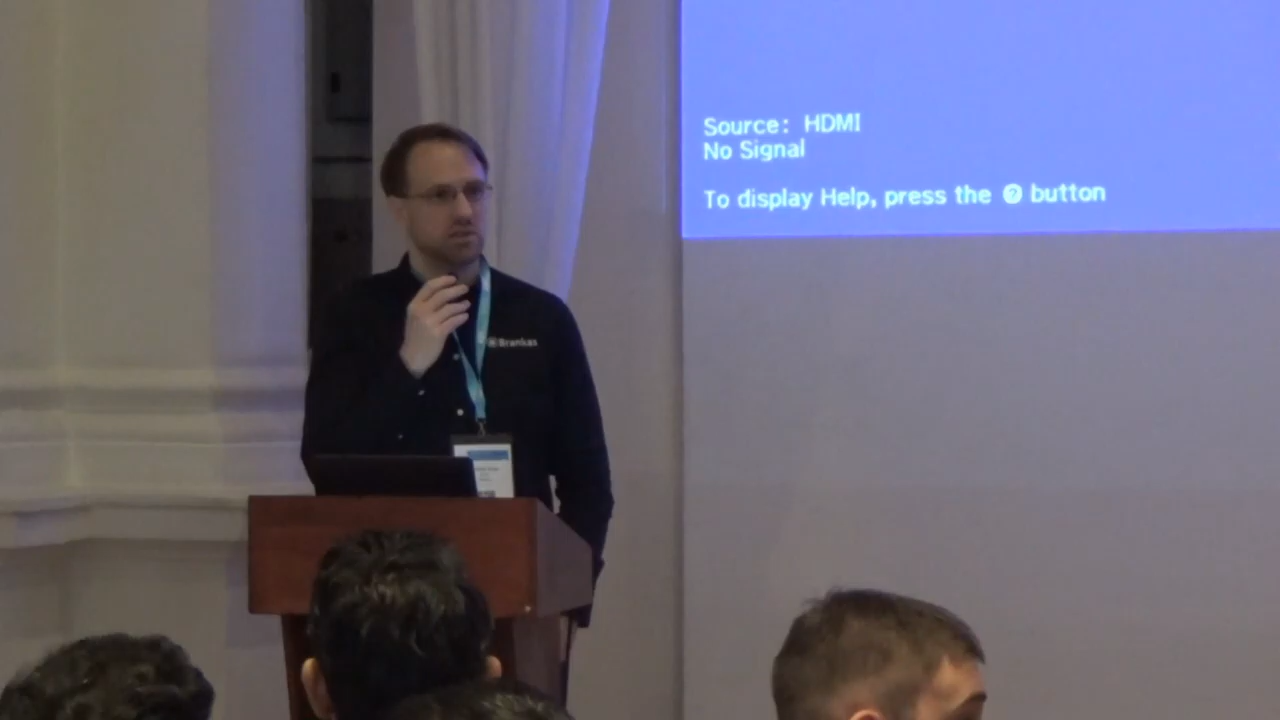 Source: HDMI
No Signal
To display Help, press the ? button
Brankas